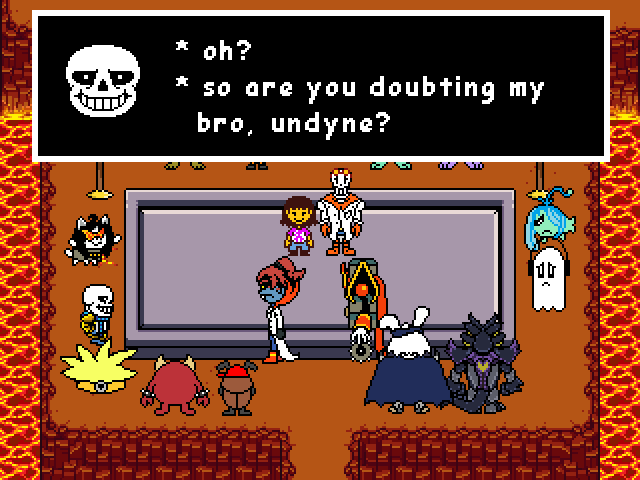 * oh?
* so are you doubting my
bro, undyne?